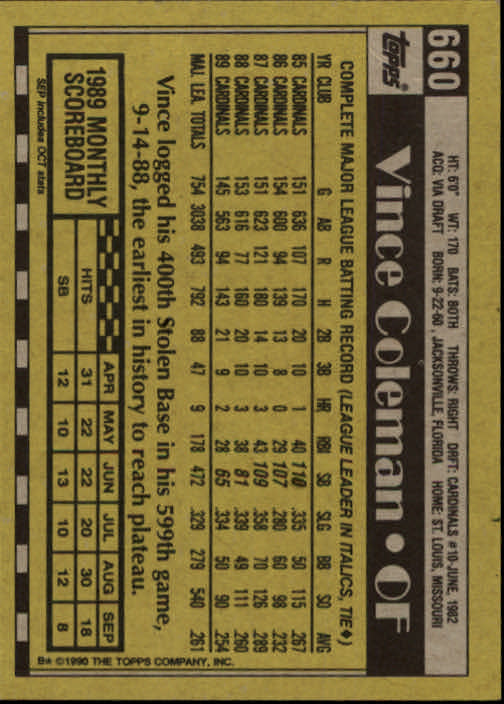 660
HT: 6'0" WT: 170 BATS: BOTH THROWS: RIGHT DRFT: CARDINALS #10-JUNE, 1982
ACQ: VIA DRAFT BORN: 9-22-60, JACKSONVILLE, FLORIDA HOME: ST. LOUIS, MISSOURI
topps®
Vince Coleman • OF
COMPLETE MAJOR LEAGUE BATTING RECORD (LEAGUE LEADER IN ITALICS, TIE ♦)
YR CLUB G AB R H 2B 3B HR RBI SB SLG BB SO AVG
85 CARDINALS 151 636 107 170 20 10 1 40 110 .335 50 115 .267
86 CARDINALS 154 600 94 139 13 8 0 29 107 .280 60 98 .232
87 CARDINALS 151 623 121 180 14 10 3 43 109 .358 70 126 .289
88 CARDINALS 153 616 77 160 20 10 3 38 81 .339 49 111 .260
89 CARDINALS 145 563 94 143 21 9 2 28 65 .334 50 90 .254
MAJ. LEA. TOTALS 754 3038 493 792 88 47 9 178 472 .329 279 540 .261
Vince logged his 400th Stolen Base in his 599th game,
9-14-88, the earliest in history to reach plateau.
1989 MONTHLY
SCOREBOARD
APR MAY JUN JUL AUG SEP
HITS 31 22 22 20 30 18
SB 12 10 13 10 12 8
SEP includes OCT stats
B* ©1990 THE TOPPS COMPANY, INC.